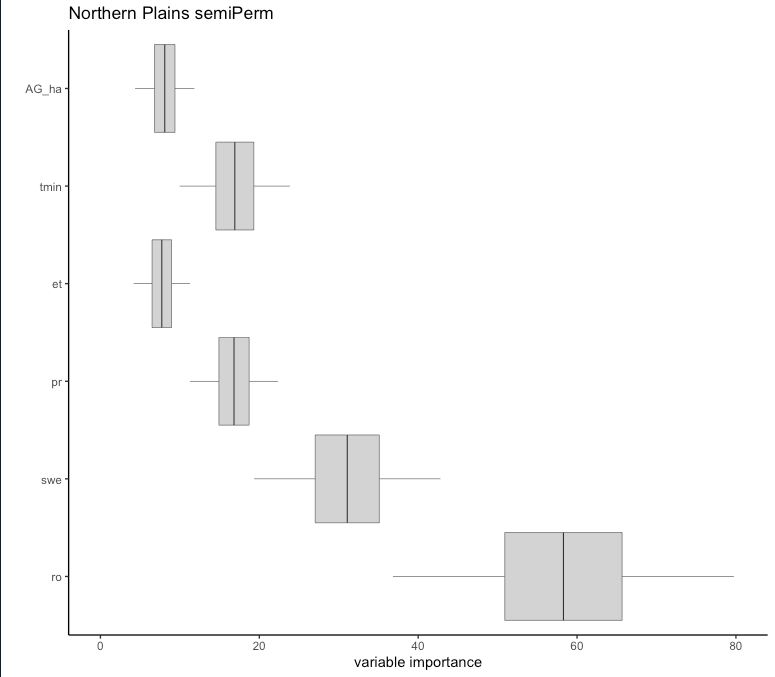 Northern Plains semiPerm
AG_ha
tmin
et
pr
swe
ro
0 20 40 60 80
variable importance